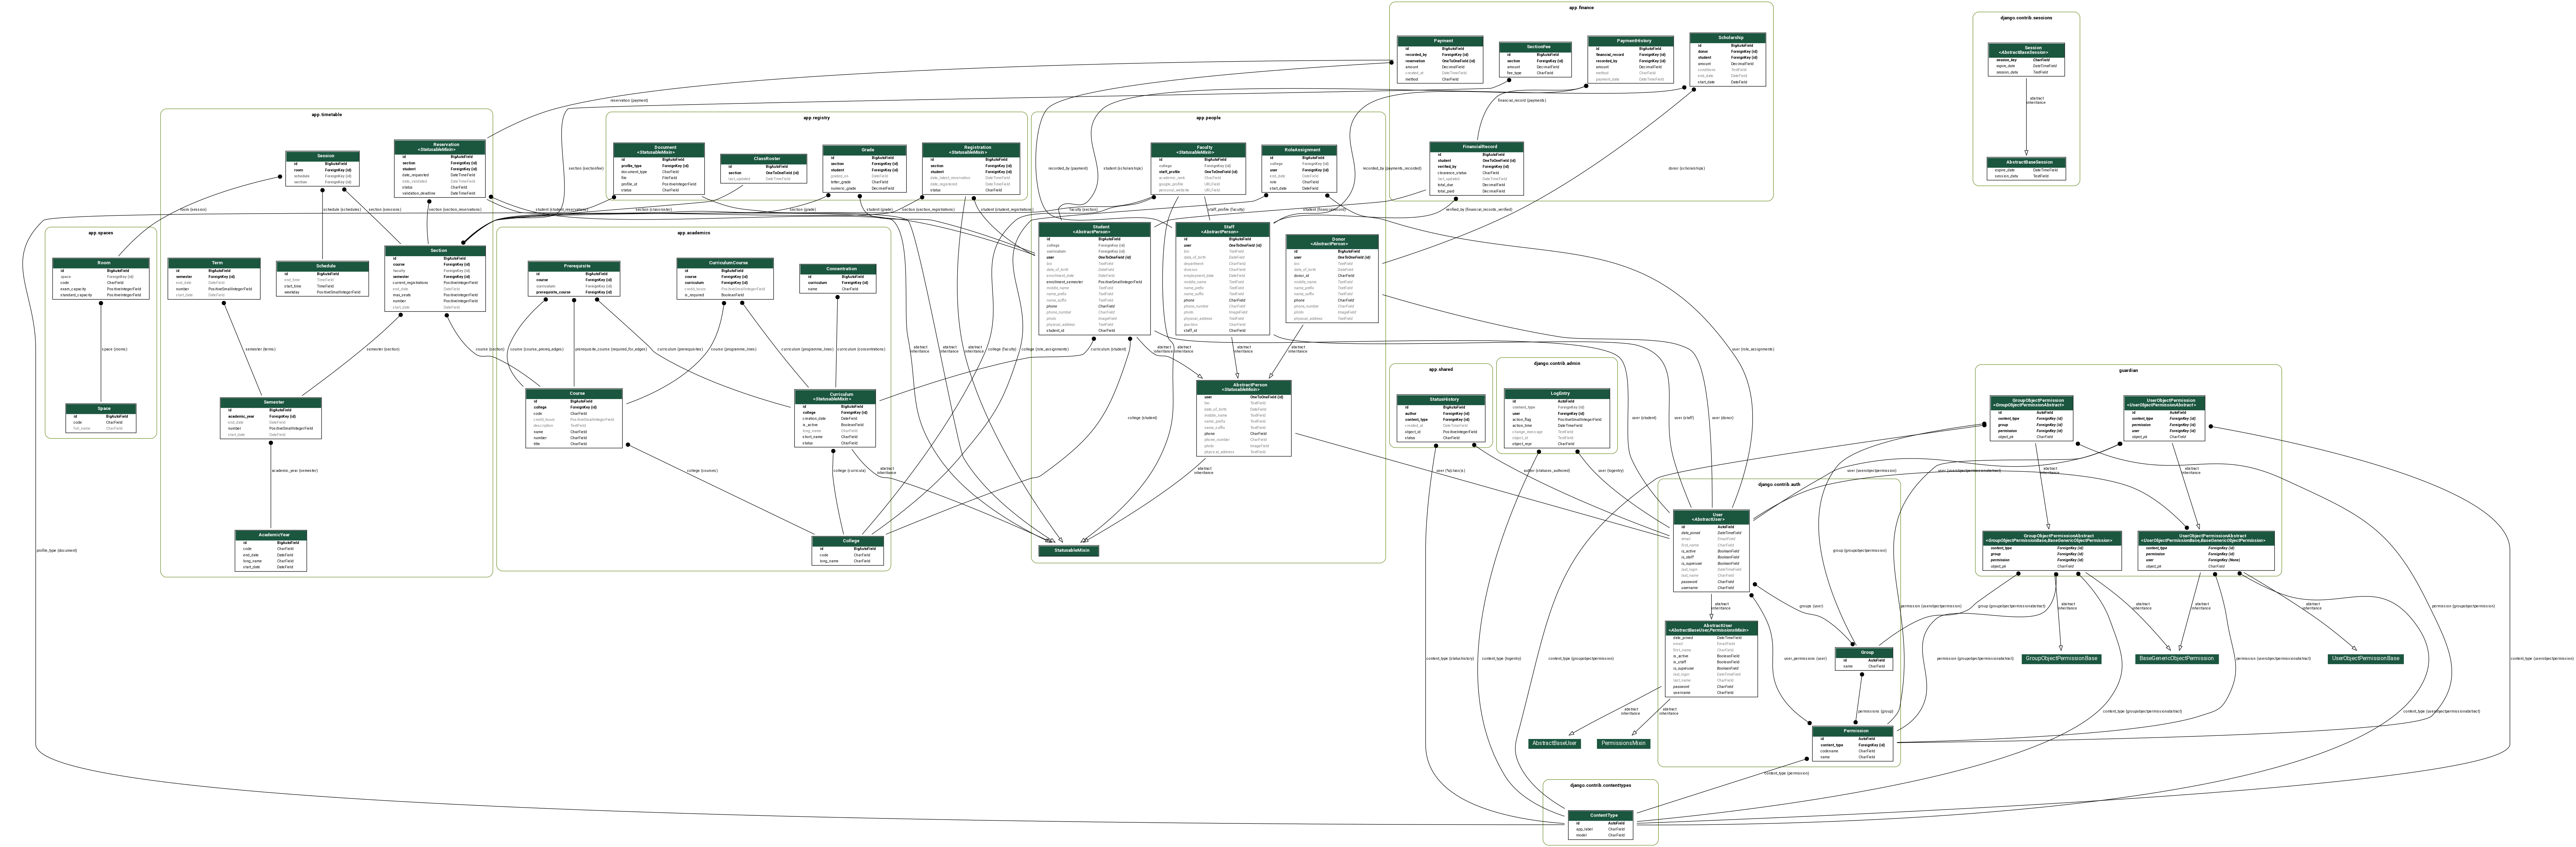 app.finance
Payment
id BigAutoField
recorded_by ForeignKey (id)
reservation OneToOneField (id)
amount DecimalField
created_at DateTimeField
method CharField
SectionFee
id BigAutoField
section ForeignKey (id)
amount DecimalField
fee_type CharField
PaymentHistory
id BigAutoField
financial_record ForeignKey (id)
recorded_by ForeignKey (id)
amount DecimalField
method CharField
payment_date DateTimeField
Scholarship
id BigAutoField
donor ForeignKey (id)
student ForeignKey (id)
amount DecimalField
conditions TextField
end_date DateField
start_date DateField
FinancialRecord
id BigAutoField
student OneToOneField (id)
verified_by ForeignKey (id)
clearance_status CharField
last_updated DateTimeField
total_due DecimalField
total_paid DecimalField
django.contrib.sessions
Session
<AbstractBaseSession>
session_key CharField
expire_date DateTimeField
session_data TextField
abstract
inheritance
AbstractBaseSession
expire_date DateTimeField
session_data TextField
app.timetable
Session
id BigAutoField
room ForeignKey (id)
schedule ForeignKey (id)
section ForeignKey (id)
Reservation
<StatusableMixin>
id BigAutoField
section ForeignKey (id)
student ForeignKey (id)
date_requested DateTimeField
date_validated DateTimeField
status CharField
validation_deadline DateTimeField
Term
id BigAutoField
semester ForeignKey (id)
end_date DateField
number PositiveSmallIntegerField
start_date DateField
Schedule
id BigAutoField
end_time TimeField
start_time TimeField
weekday PositiveSmallIntegerField
Section
id BigAutoField
course ForeignKey (id)
faculty ForeignKey (id)
semester ForeignKey (id)
current_registrations PositiveIntegerField
end_date DateField
max_seats PositiveIntegerField
number PositiveIntegerField
start_date DateField
Semester
id BigAutoField
academic_year ForeignKey (id)
end_date DateField
number PositiveSmallIntegerField
start_date DateField
AcademicYear
id BigAutoField
code CharField
end_date DateField
long_name CharField
start_date DateField
app.spaces
Room
id BigAutoField
space ForeignKey (id)
code CharField
exam_capacity PositiveIntegerField
standard_capacity PositiveIntegerField
space (rooms)
Space
id BigAutoField
code CharField
full_name CharField
app.registry
Document
<StatusableMixin>
id BigAutoField
profile_type ForeignKey (id)
document_type CharField
file FileField
profile_id PositiveIntegerField
status CharField
ClassRoster
id BigAutoField
section OneToOneField (id)
last_updated DateTimeField
Grade
id BigAutoField
section ForeignKey (id)
student ForeignKey (id)
graded_on DateField
letter_grade CharField
numeric_grade DecimalField
Registration
<StatusableMixin>
id BigAutoField
section ForeignKey (id)
student ForeignKey (id)
date_latest_reservation DateTimeField
date_registered DateTimeField
status CharField
app.people
Faculty
<StatusableMixin>
id BigAutoField
college ForeignKey (id)
staff_profile OneToOneField (id)
academic_rank CharField
google_profile URLField
personal_website URLField
RoleAssignment
id BigAutoField
college ForeignKey (id)
user ForeignKey (id)
end_date DateField
role CharField
start_date DateField
Student
<AbstractPerson>
id BigAutoField
college ForeignKey (id)
curriculum ForeignKey (id)
user OneToOneField (id)
bio TextField
date_of_birth DateField
enrollment_date DateField
enrollment_semester PositiveSmallIntegerField
middle_name TextField
name_prefix TextField
name_suffix TextField
phone CharField
phone_number CharField
photo ImageField
physical_address TextField
student_id CharField
Staff
<AbstractPerson>
id BigAutoField
user OneToOneField (id)
bio TextField
date_of_birth DateField
department CharField
division CharField
employment_date DateField
middle_name TextField
name_prefix TextField
name_suffix TextField
phone CharField
phone_number CharField
photo ImageField
physical_address TextField
position CharField
staff_id CharField
Donor
<AbstractPerson>
id BigAutoField
user OneToOneField (id)
bio TextField
date_of_birth DateField
donor_id CharField
middle_name TextField
name_prefix TextField
name_suffix TextField
phone CharField
phone_number CharField
photo ImageField
physical_address TextField
AbstractPerson
<StatusableMixin>
user OneToOneField (id)
bio TextField
date_of_birth DateField
middle_name TextField
name_prefix TextField
name_suffix TextField
phone CharField
phone_number CharField
photo ImageField
physical_address TextField
StatusableMixin
app.academics
Prerequisite
id BigAutoField
course ForeignKey (id)
curriculum ForeignKey (id)
prerequisite_course ForeignKey (id)
CurriculumCourse
id BigAutoField
course ForeignKey (id)
curriculum ForeignKey (id)
credit_hours PositiveSmallIntegerField
is_required BooleanField
Concentration
id BigAutoField
curriculum ForeignKey (id)
name CharField
Course
id BigAutoField
college ForeignKey (id)
code CharField
credit_hours PositiveSmallIntegerField
description TextField
name CharField
number CharField
title CharField
Curriculum
<StatusableMixin>
id BigAutoField
college ForeignKey (id)
creation_date DateField
is_active BooleanField
long_name CharField
short_name CharField
status CharField
College
id BigAutoField
code CharField
long_name CharField
app.shared
StatusHistory
id BigAutoField
author ForeignKey (id)
content_type ForeignKey (id)
created_at DateTimeField
object_id PositiveIntegerField
status CharField
django.contrib.admin
LogEntry
id AutoField
content_type ForeignKey (id)
user ForeignKey (id)
action_flag PositiveSmallIntegerField
action_time DateTimeField
change_message TextField
object_id TextField
object_repr CharField
django.contrib.auth
User
<AbstractUser>
id AutoField
date_joined DateTimeField
email EmailField
first_name CharField
is_active BooleanField
is_staff BooleanField
is_superuser BooleanField
last_login DateTimeField
last_name CharField
password CharField
username CharField
AbstractUser
<AbstractBaseUser,PermissionsMixin>
date_joined DateTimeField
email EmailField
first_name CharField
is_active BooleanField
is_staff BooleanField
is_superuser BooleanField
last_login DateTimeField
last_name CharField
password CharField
username CharField
Group
id AutoField
name CharField
Permission
id AutoField
content_type ForeignKey (id)
codename CharField
name CharField
AbstractBaseUser
PermissionsMixin
guardian
GroupObjectPermission
<GroupObjectPermissionAbstract>
id AutoField
content_type ForeignKey (id)
group ForeignKey (id)
permission ForeignKey (id)
object_pk CharField
UserObjectPermission
<UserObjectPermissionAbstract>
id AutoField
content_type ForeignKey (id)
permission ForeignKey (id)
user ForeignKey (id)
object_pk CharField
GroupObjectPermissionAbstract
<GroupObjectPermissionBase,BaseGenericObjectPermission>
content_type ForeignKey (id)
group ForeignKey (id)
permission ForeignKey (id)
object_pk CharField
UserObjectPermissionAbstract
<UserObjectPermissionBase,BaseGenericObjectPermission>
content_type ForeignKey (id)
permission ForeignKey (id)
user ForeignKey (None)
object_pk CharField
GroupObjectPermissionBase
BaseGenericObjectPermission
UserObjectPermissionBase
django.contrib.contenttypes
ContentType
id AutoField
app_label CharField
model CharField
reservation (payment)
financial_record (payments)
section (sectionfee)
recorded_by (payment)
student (scholarships)
recorded_by (payments_recorded)
donor (scholarships)
room (session)
schedule (schedules)
section (sessions)
section (section_reservations)
student (student_reservations)
section (classroster)
section (grade)
student (grade)
section (section_registrations)
student (student_registrations)
faculty (section)
staff_profile (faculty)
student (financialrecord)
verified_by (financial_records_verified)
semester (terms)
semester (section)
course (section)
course (course_prereq_edges)
prerequisite_course (required_for_edges)
curriculum (prerequisites)
course (programme_lines)
curriculum (programme_lines)
curriculum (concentrations)
college (faculty)
college (role_assignments)
curriculum (student)
user (role_assignments)
college (student)
user (student)
user (staff)
user (donor)
academic_year (semester)
college (courses)
college (curricula)
user (%(class)s)
author (statuses_authored)
user (logentry)
user (userobjectpermission)
user (userobjectpermissionabstract)
profile_type (document)
group (groupobjectpermission)
groups (user)
permission (userobjectpermission)
group (groupobjectpermissionabstract)
permission (groupobjectpermission)
content_type (statushistory)
content_type (logentry)
content_type (groupobjectpermission)
user_permissions (user)
permission (groupobjectpermissionabstract)
permission (userobjectpermissionabstract)
content_type (userobjectpermission)
permissions (group)
content_type (groupobjectpermissionabstract)
content_type (userobjectpermissionabstract)
content_type (permission)